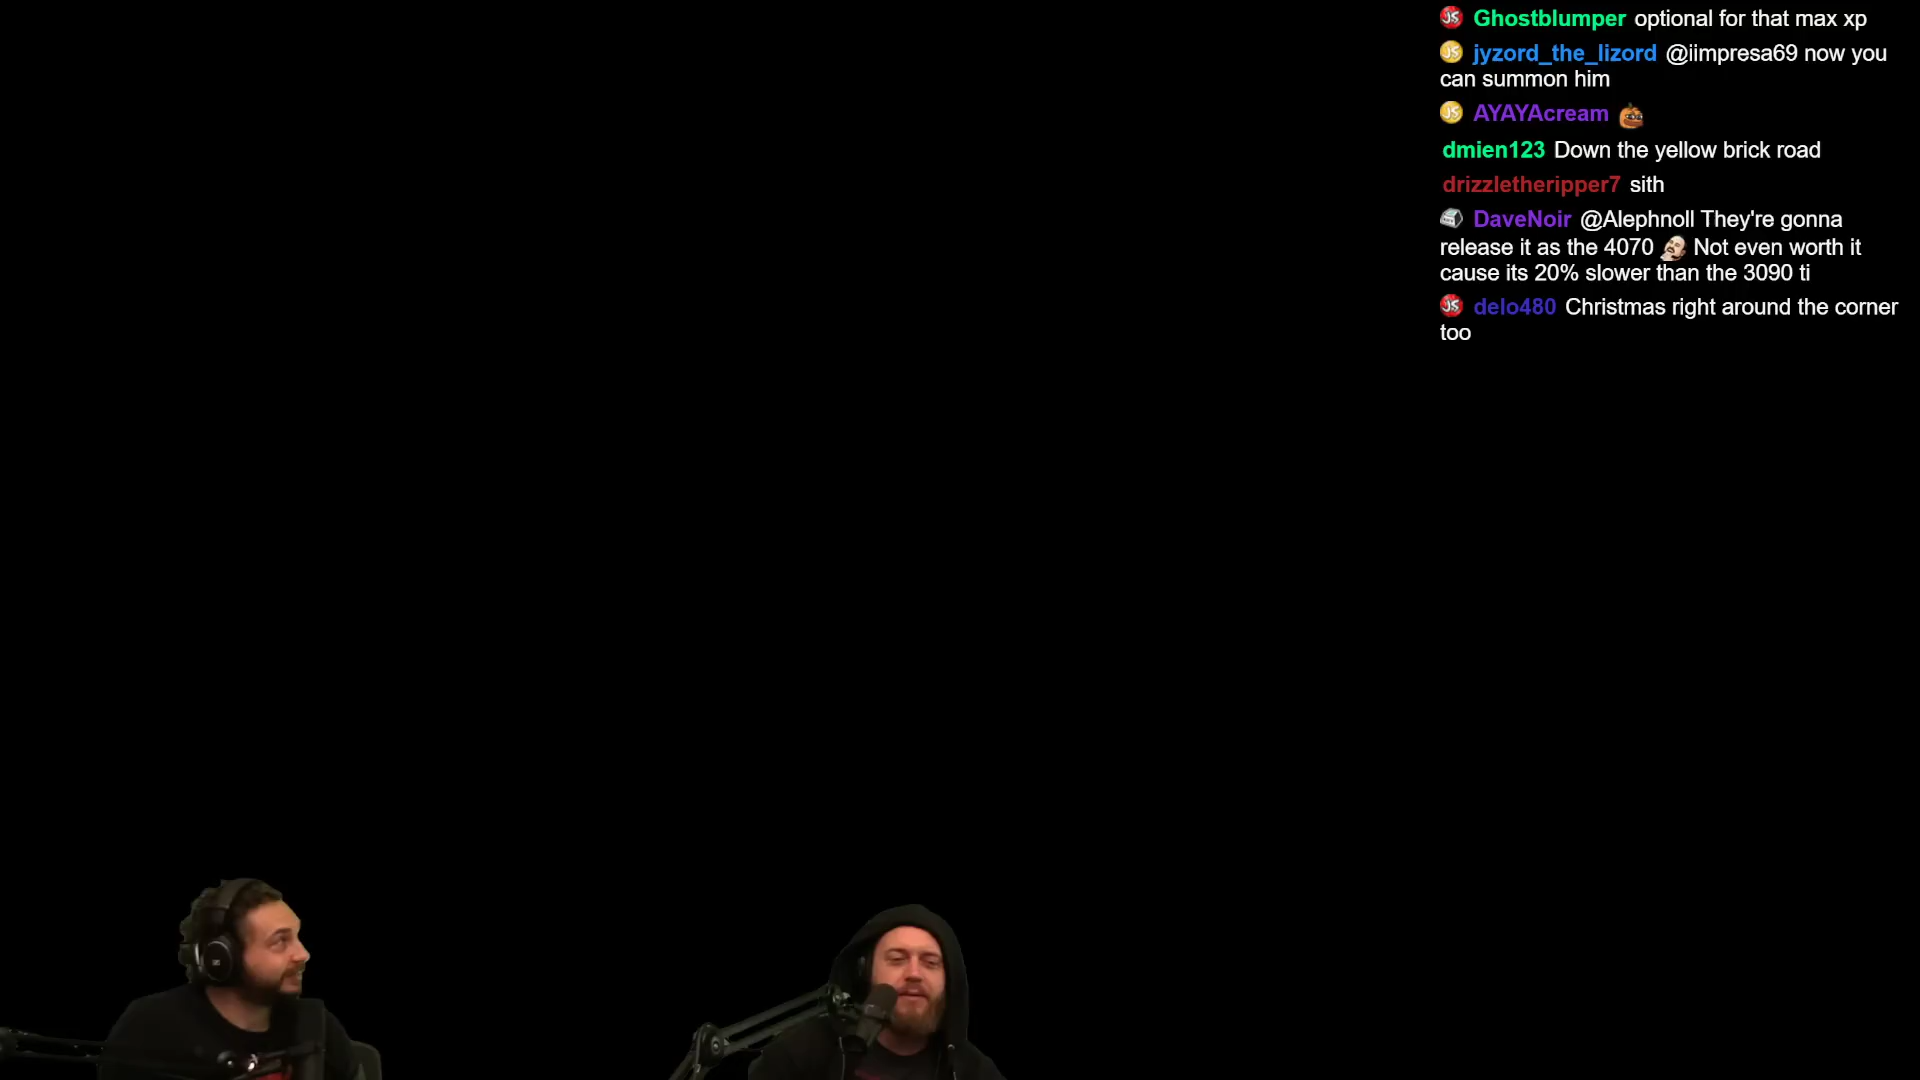 Ghostblumper optional for that max xp
jyzord_the_lizord @iimpresa69 now you
can summon him
AYAYAcream
dmien123 Down the yellow brick road
drizzletheripper7 sith
DaveNoir @Alephnoll They're gonna
release it as the 4070 Not even worth it
cause its 20% slower than the 3090 ti
delo480 Christmas right around the corner
too